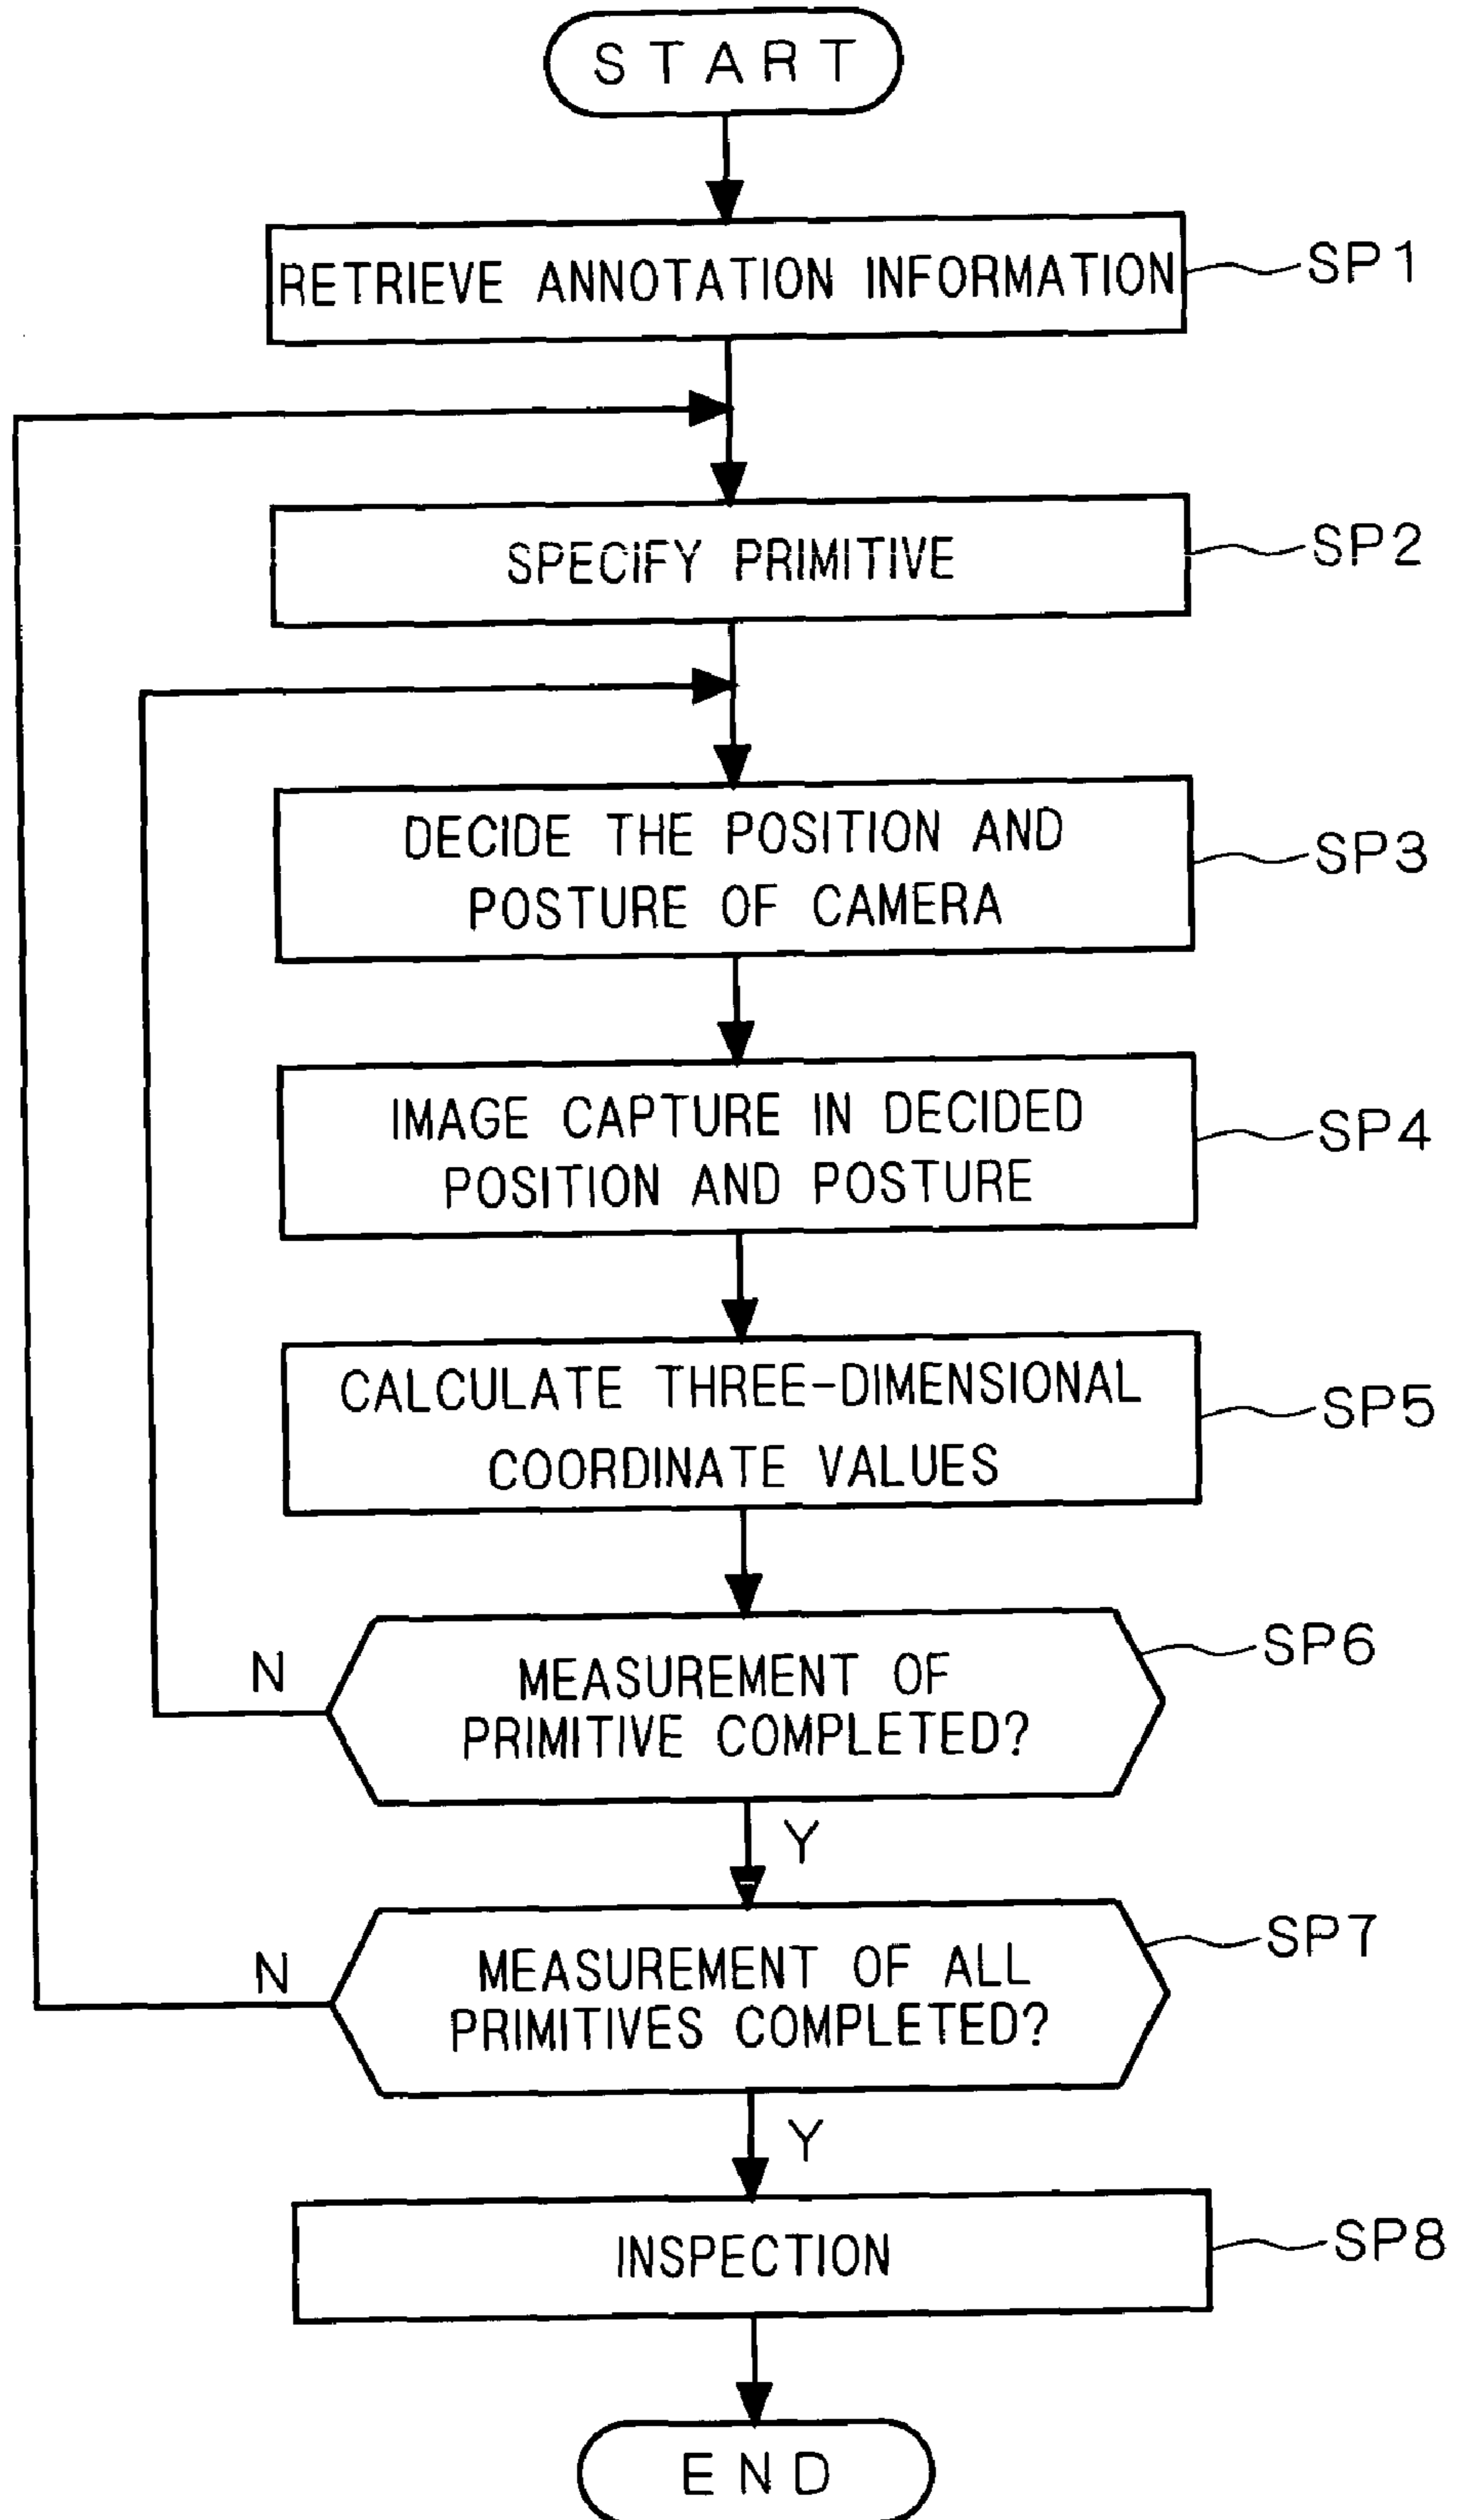 START
RETRIEVE ANNOTATION INFORMATION
SP1
SPECIFY PRIMITIVE
SP2
DECIDE THE POSITION AND
POSTURE OF CAMERA
SP3
IMAGE CAPTURE IN DECIDED
POSITION AND POSTURE
SP4
CALCULATE THREE-DIMENSIONAL
COORDINATE VALUES
SP5
MEASUREMENT OF
PRIMITIVE COMPLETED?
SP6
N
Y
MEASUREMENT OF ALL
PRIMITIVES COMPLETED?
SP7
N
Y
INSPECTION
SP8
END